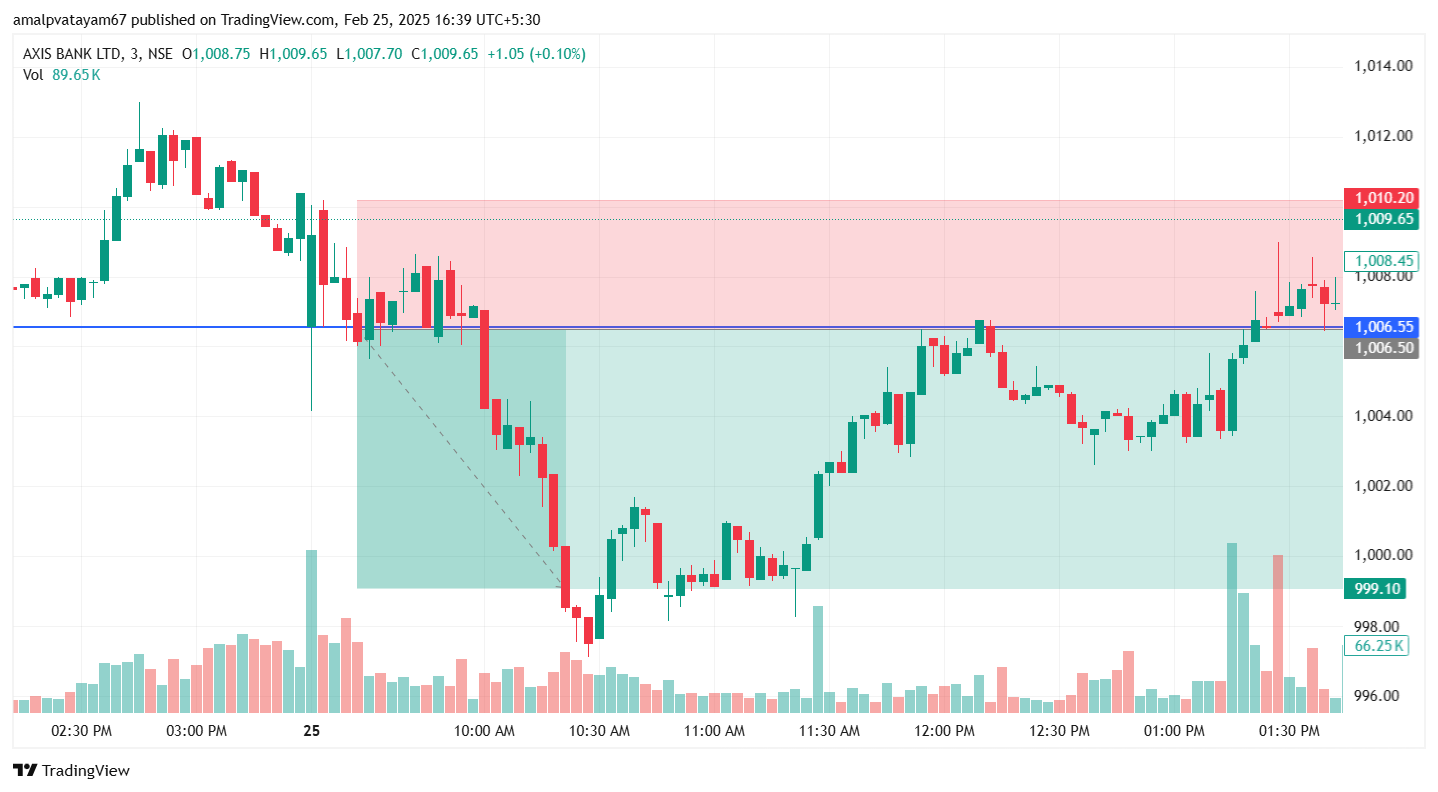 amalpvatayam67 published on TradingView.com, Feb 25, 2025 16:39 UTC+5:30
AXIS BANK LTD, 3, NSE O1,008.75 H1,009.65 L1,007.70 C1,009.65 +1.05 (+0.10%)
Vol 89.65K
1,014.00
1,012.00
1,010.20
1,009.65
1,008.45
1,008.00
1,006.55
1,006.50
1,004.00
1,002.00
1,000.00
999.10
998.00
66.25K
996.00
02:30 PM 03:00 PM 25 10:00 AM 10:30 AM 11:00 AM 11:30 AM 12:00 PM 12:30 PM 01:00 PM 01:30 PM
TradingView